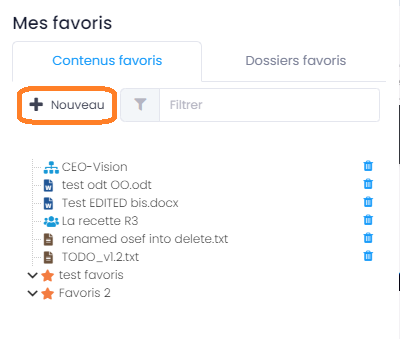 Mes favoris
Contenus favoris Dossiers favoris
Nouveau Filtrer
CEO-Vision
test odt OO.odt
Test EDITED bis.docx
La recette R3
renamed osef into delete.txt
TODO_v1.2.txt
test favoris
Favoris 2